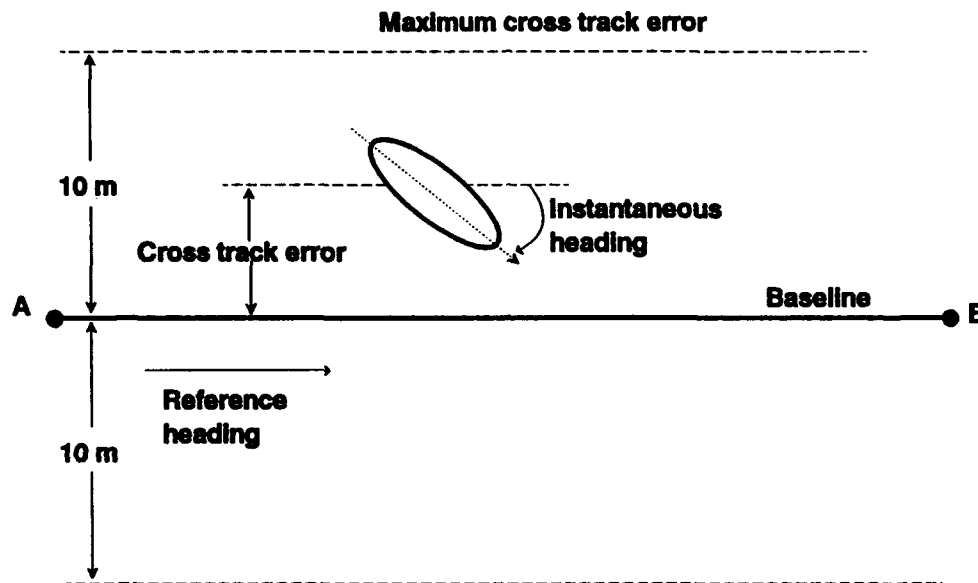 Maximum cross track error
10 m
Instantaneous
heading
Cross track error
A
Baseline
Reference
heading
10 m